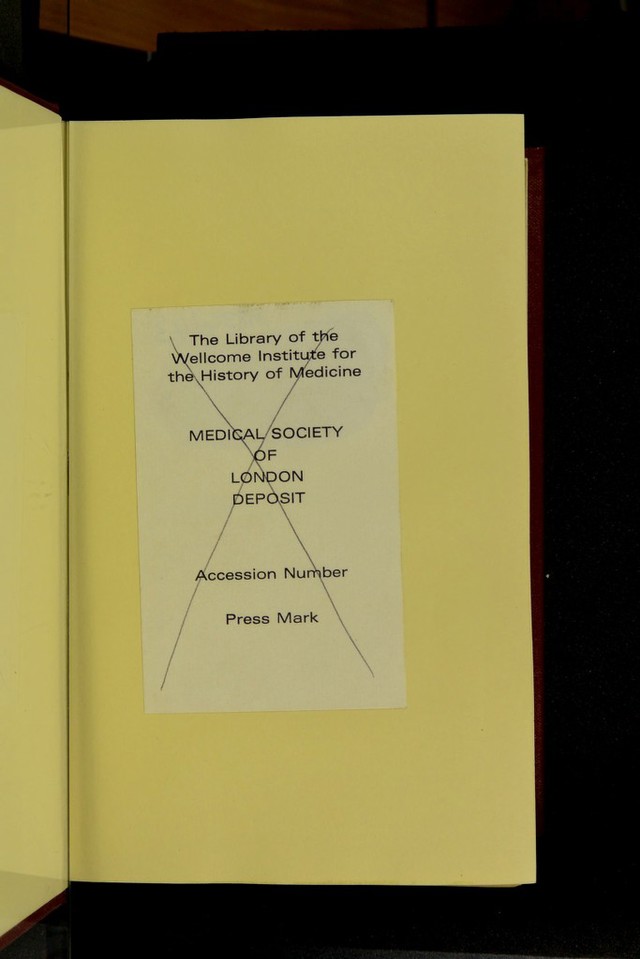 The Library of the
Wellcome Institute for
the History of Medicine
MEDICAL SOCIETY
OF
LONDON
DEPOSIT
Accession Number
Press Mark